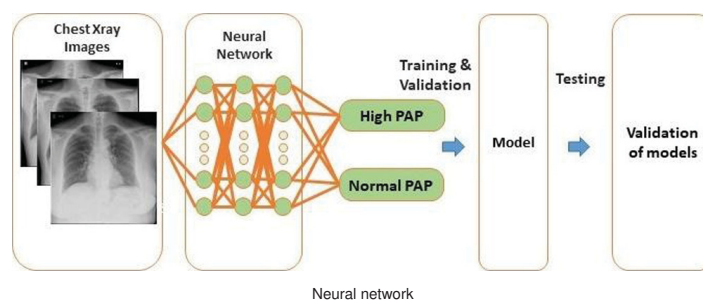 Chest Xray
Images
Neural
Network
High PAP
Normal PAP
Training &
Validation
Model
Testing
Validation
of models
Neural network